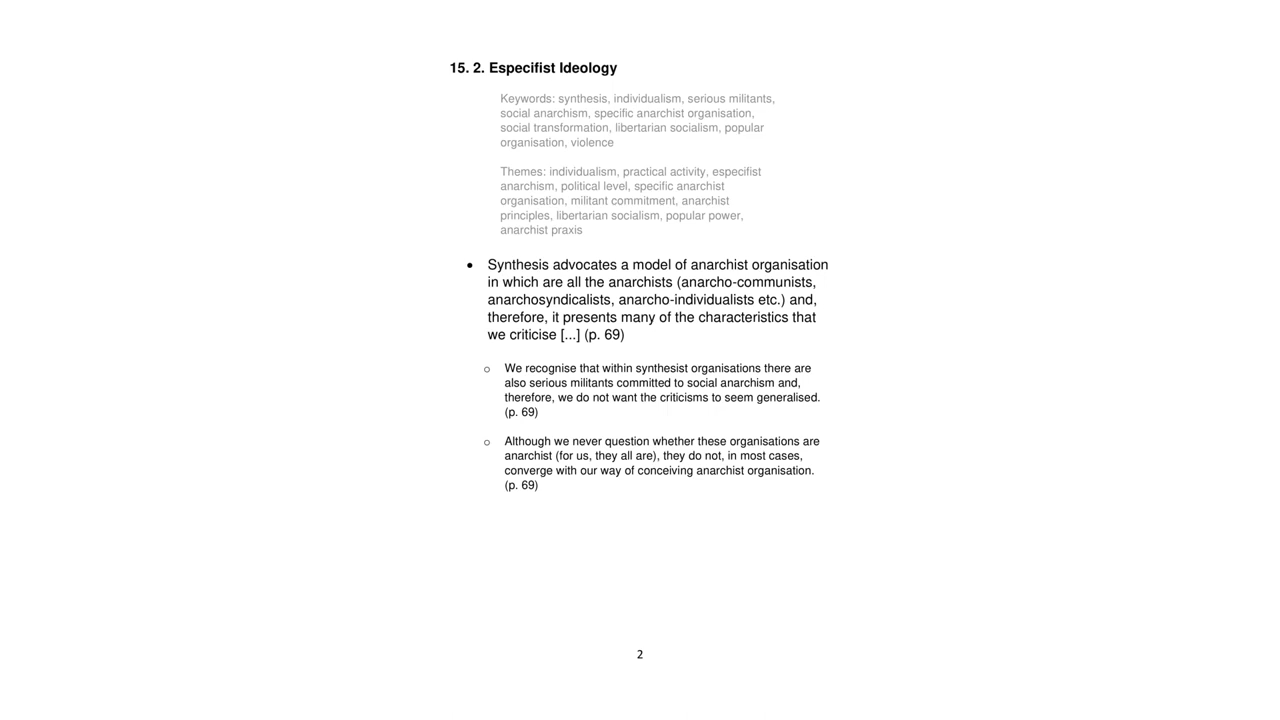 15. 2. Especifist Ideology
Keywords: synthesis, individualism, serious militants,
social anarchism, specific anarchist organisation,
social transformation, libertarian socialism, popular
organisation, violence
Themes: individualism, practical activity, especifist
anarchism, political level, specific anarchist
organisation, militant commitment, anarchist
principles, libertarian socialism, popular power,
anarchist praxis
• Synthesis advocates a model of anarchist organisation
in which are all the anarchists (anarcho-communists,
anarchosyndicalists, anarcho-individualists etc.) and,
therefore, it presents many of the characteristics that
we criticise [...] (p. 69)
○ We recognise that within synthesist organisations there are
also serious militants committed to social anarchism and,
therefore, we do not want the criticisms to seem generalised.
(p. 69)
○ Although we never question whether these organisations are
anarchist (for us, they all are), they do not, in most cases,
converge with our way of conceiving anarchist organisation.
(p. 69)
2